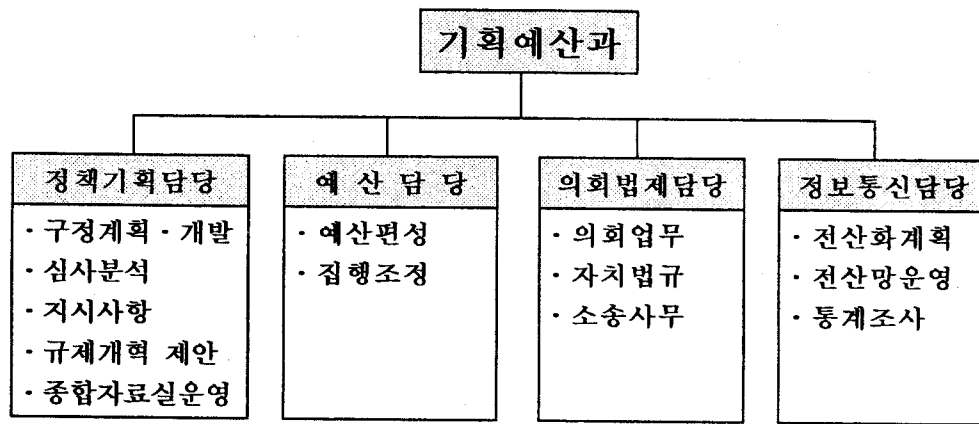 기획예산과
정책기획담당
· 구정계획 · 개발
· 심사분석
· 지시사항
· 규제개혁 제안
· 종합자료실운영
예 산 담 당
· 예산편성
· 집행조정
의회법제담당
· 의회업무
· 자치법규
· 소송사무
정보통신담당
· 전산화계획
· 전산망운영
· 통계조사